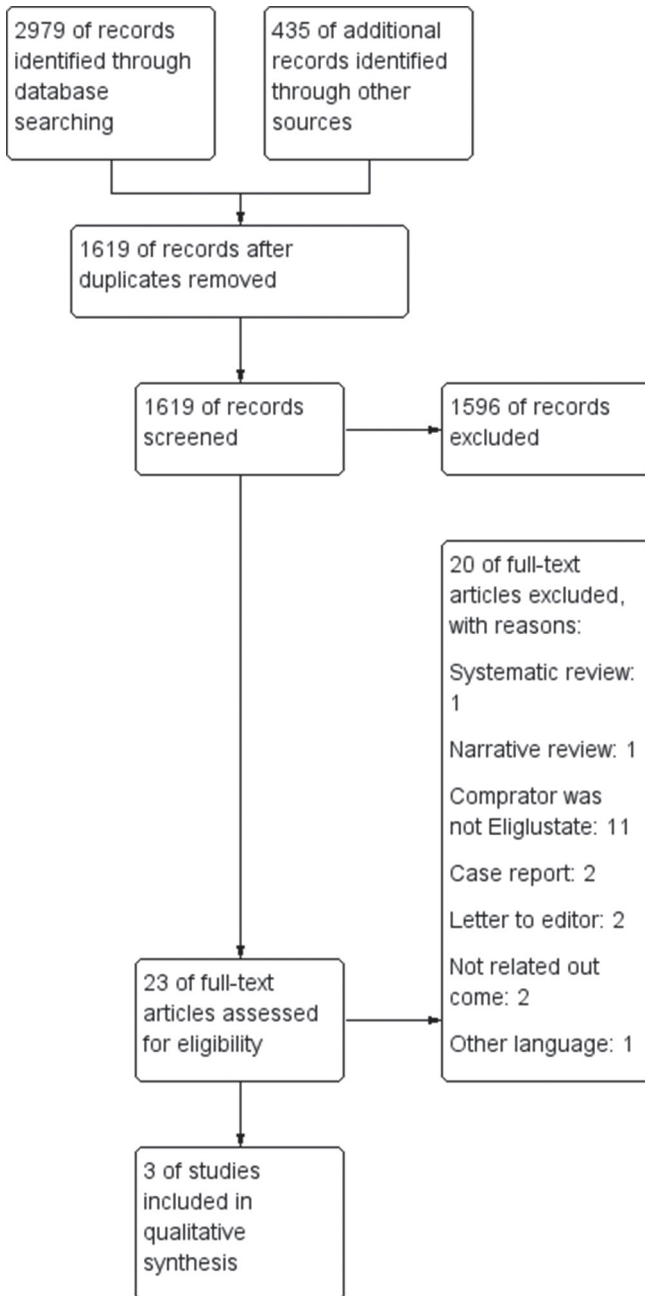 2979 of records
identified through
database
searching
435 of additional
records identified
through other
sources
1619 of records after
duplicates removed
1619 of records
screened
1596 of records
excluded
20 of full-text
articles excluded,
with reasons:
Systematic review:
1
Narrative review: 1
Comprator was
not Eliglustate: 11
Case report: 2
Letter to editor: 2
Not related out
come: 2
Other language: 1
23 of full-text
articles assessed
for eligibility
3 of studies
included in
qualitative
synthesis